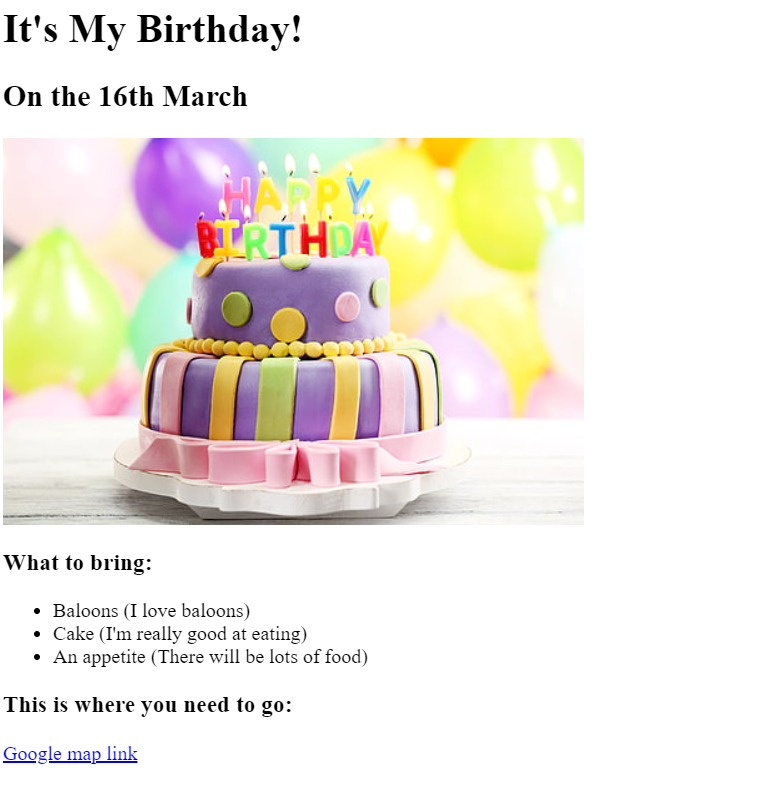 It's My Birthday!
On the 16th March
HAPPY
BIRTHDAY
What to bring:
Baloons (I love baloons)
Cake (I'm really good at eating)
An appetite (There will be lots of food)
This is where you need to go:
Google map link